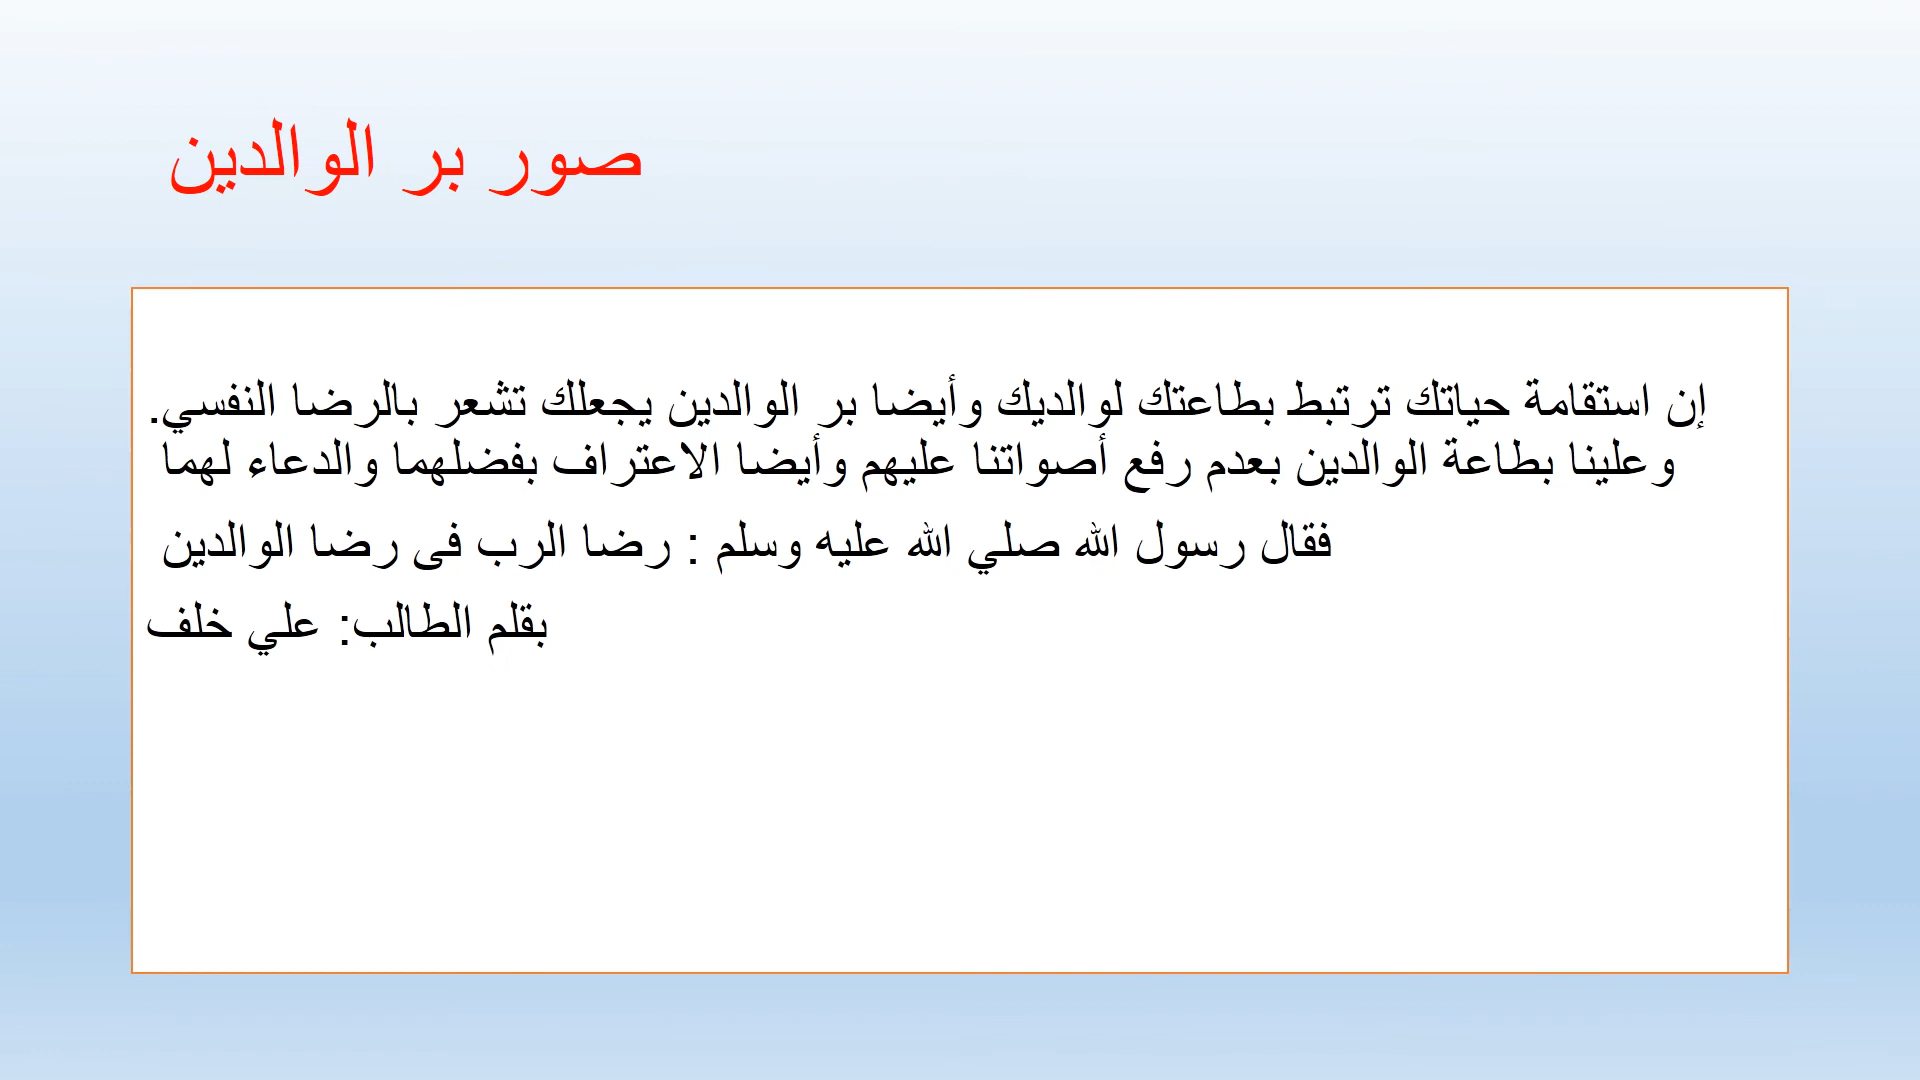 صور بر الوالدين
إن استقامة حياتك ترتبط بطاعتك لوالديك وأيضا بر الوالدين يجعلك تشعر بالرضا النفسي.
وعلينا بطاعة الوالدين بعدم رفع أصواتنا عليهم وأيضا الاعتراف بفضلهما والدعاء لهما
فقال رسول الله صلي الله عليه وسلم : رضا الرب فى رضا الوالدين
بقلم الطالب: علي خلف